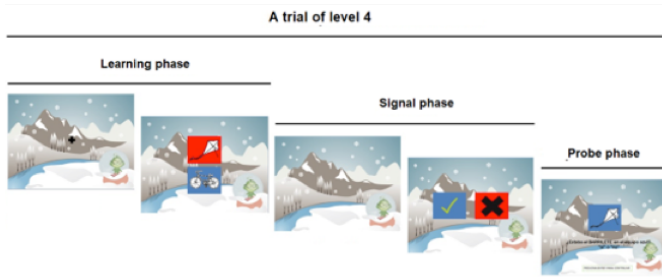 A trial of level 4
Learning phase
Signal phase
Probe phase